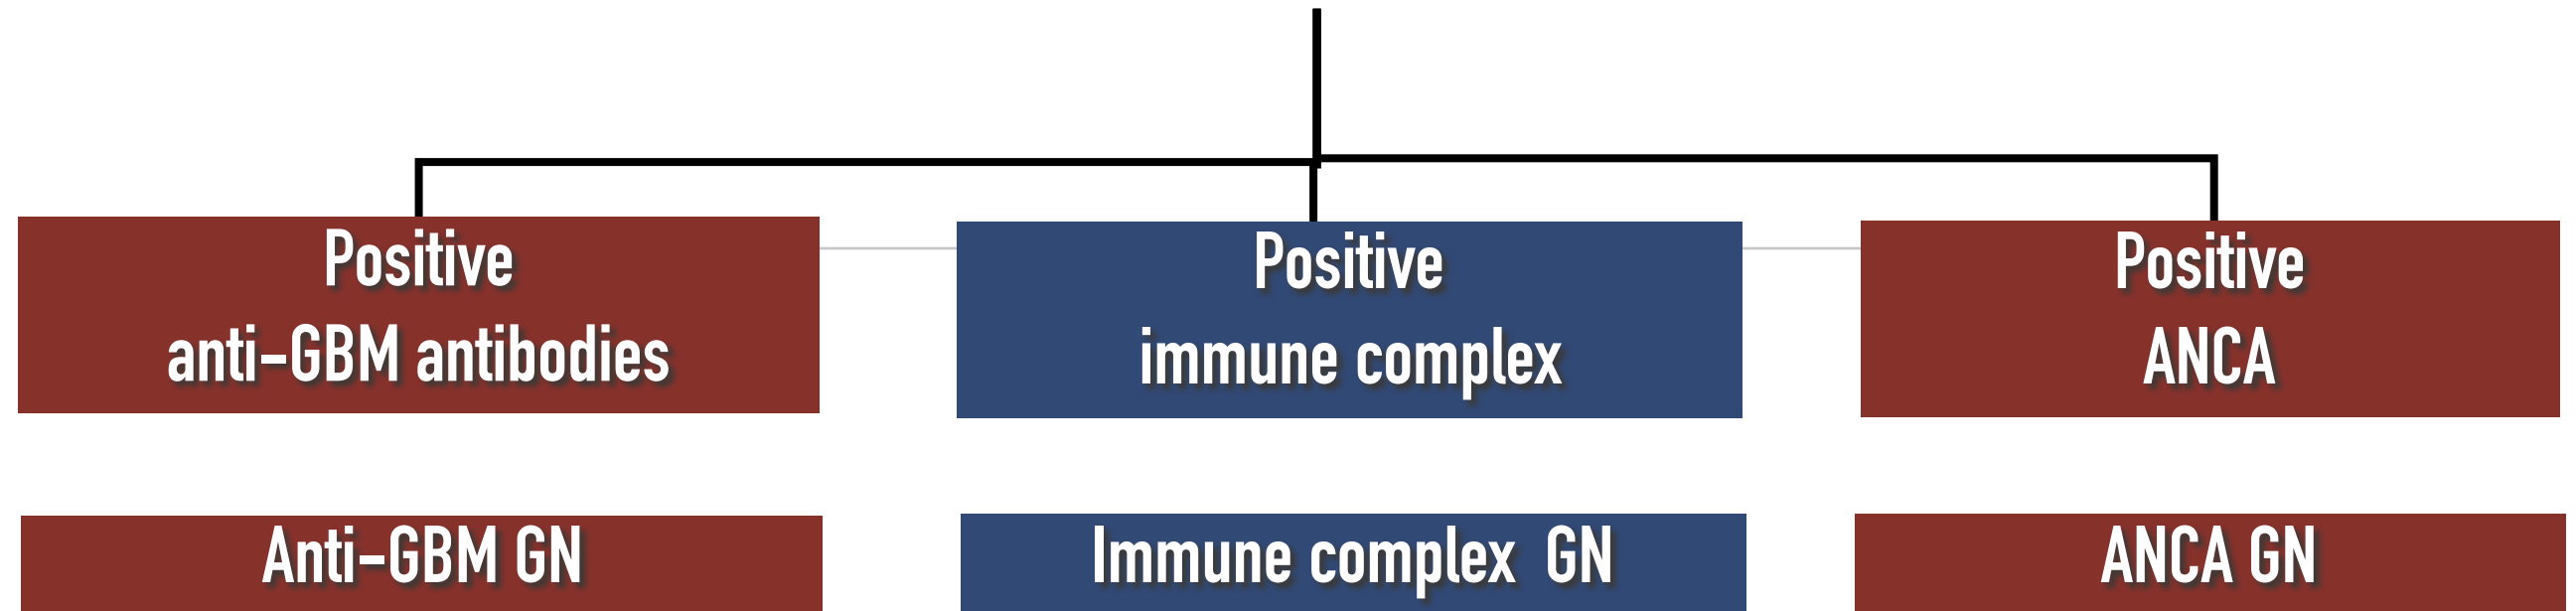 Positive
anti-GBM antibodies
Positive
immune complex
Positive
ANCA
Anti-GBM GN
Immune complex GN
ANCA GN